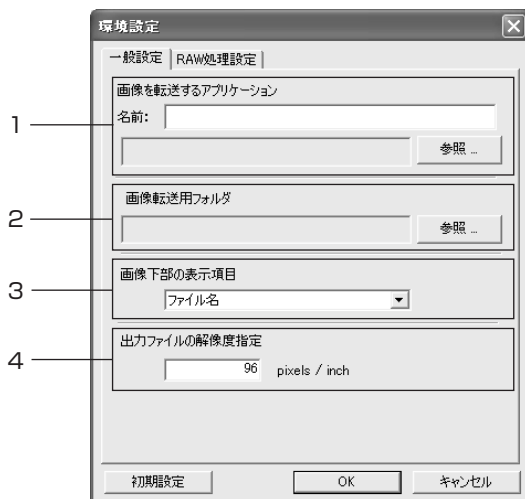 環境設定
一般設定 RAW処理設定
画像を転送するアプリケーション
1 名前:
参照 ...
画像転送用フォルダ
2 参照 ...
画像下部の表示項目
3 ファイル名
出力ファイルの解像度指定
4 96 pixels / inch
初期設定 OK キャンセル